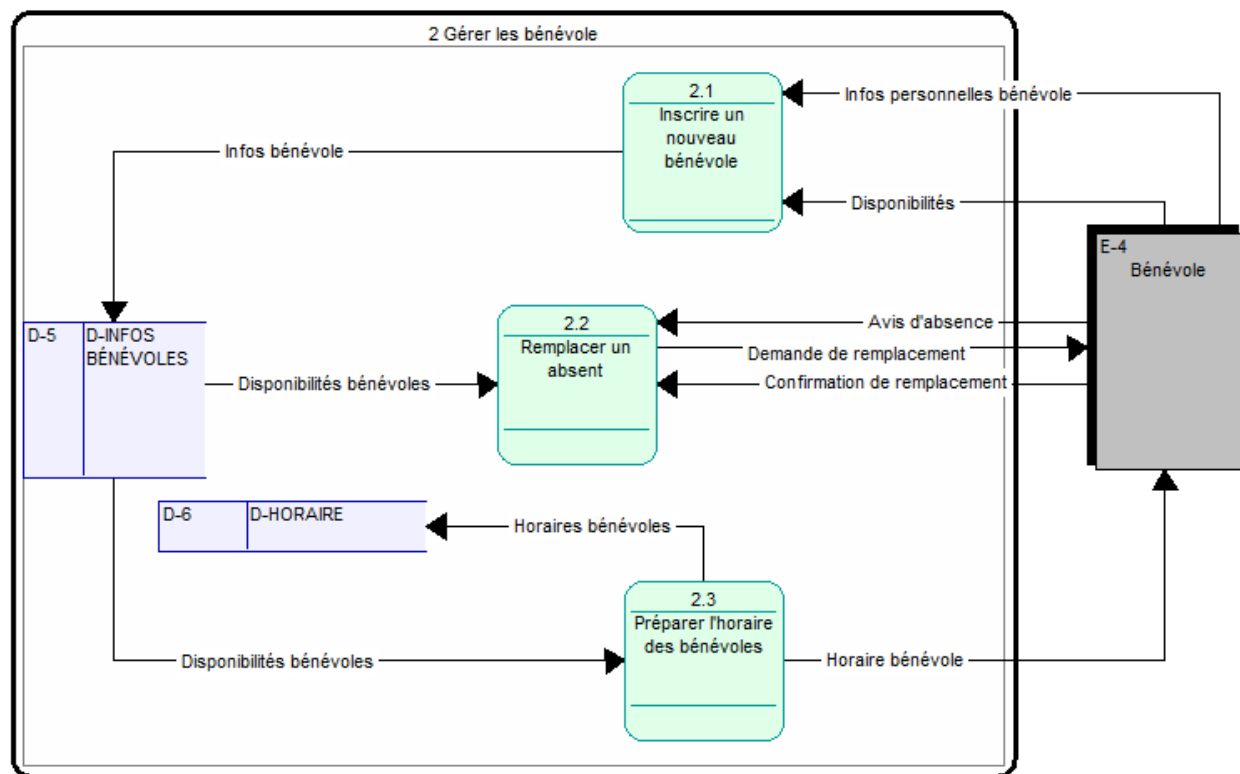 2 Gérer les bénévole
2.1
Inscrire un
nouveau
bénévole
Infos personnelles bénévole
Infos bénévole
Disponibilités
E-4
Bénévole
D-5
D-INFOS
BÉNÉVOLES
2.2
Remplacer un
absent
Avis d'absence
Demande de remplacement
Confirmation de remplacement
Disponibilités bénévoles
D-6
D-HORAIRE
Horaires bénévoles
2.3
Préparer l'horaire
des bénévoles
Disponibilités bénévoles
Horaire bénévole